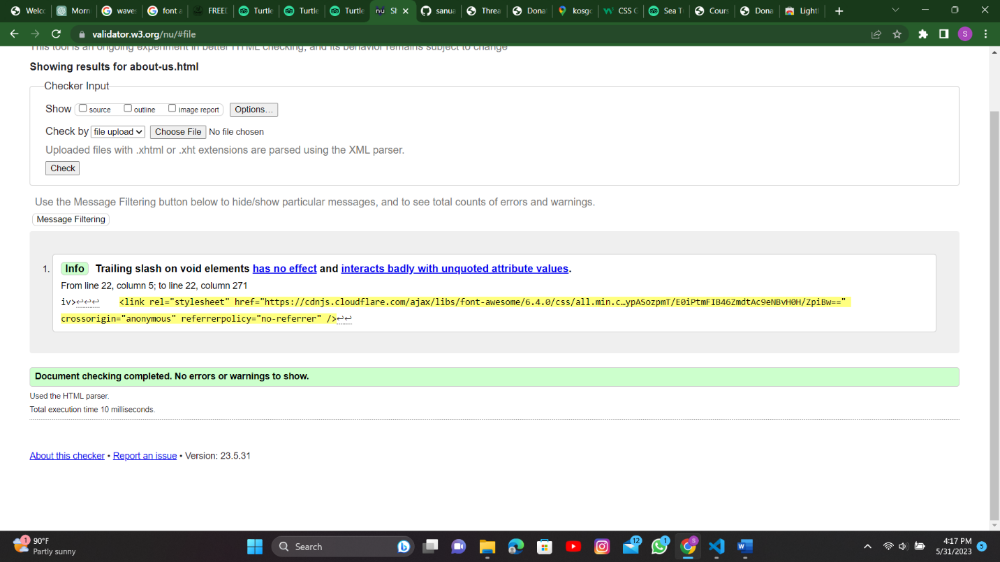 Welco
Morn
wave
font a
FREED
Turtle
Turtle
Turtle
Sh
sanua
Threa
Dona
kosgo
CSS G
Sea T
Cours
Dona
Light
validator.w3.org/nu/#file
S
This tool is an ongoing experiment in better HTML checking, and its behavior remains subject to change
Showing results for about-us.html
Checker Input
Show source outline image report Options…
Check by file upload Choose File No file chosen
Uploaded files with .xhtml or .xht extensions are parsed using the XML parser.
Check
Use the Message Filtering button below to hide/show particular messages, and to see total counts of errors and warnings.
Message Filtering
1. Info Trailing slash on void elements has no effect and interacts badly with unquoted attribute values.
From line 22, column 5; to line 22, column 271
iv>↩↩↩ <link rel="stylesheet" href="https://cdnjs.cloudflare.com/ajax/libs/font-awesome/6.4.0/css/all.min.c…ypASozpmT/E0iPtmFIB46ZmdtAc9eNBvH0H/ZpiBw=="
crossorigin="anonymous" referrerpolicy="no-referrer" />↩↩
Document checking completed. No errors or warnings to show.
Used the HTML parser.
Total execution time 10 milliseconds.
About this checker • Report an issue • Version: 23.5.31
1 90°F
Partly sunny
Search
12
1
S
4:17 PM
5/31/2023
5